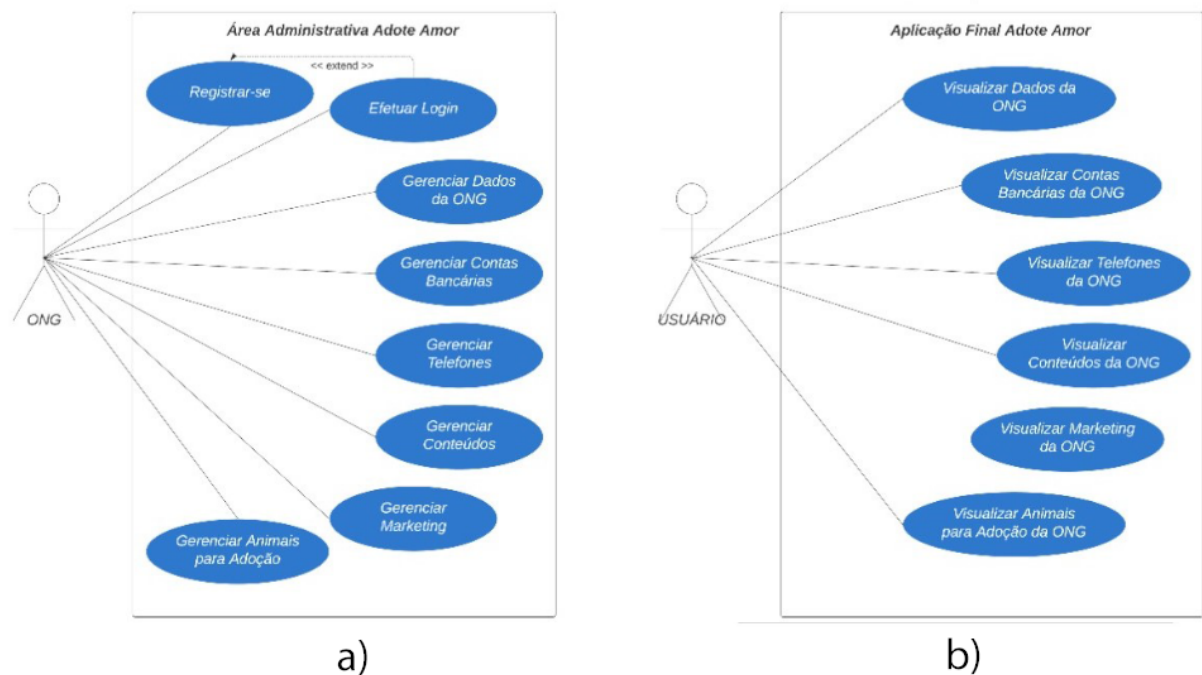 Área Administrativa Adote Amor
<< extend >>
Registrar-se
Efetuar Login
Gerenciar Dados
da ONG
Gerenciar Contas
Bancárias
ONG
Gerenciar
Telefones
Gerenciar
Conteúdos
Gerenciar
Marketing
Gerenciar Animais
para Adoção
a)
Aplicação Final Adote Amor
Visualizar Dados da
ONG
Visualizar Contas
Bancárias da ONG
Visualizar Telefones
da ONG
USUÁRIO
Visualizar
Conteúdos da ONG
Visualizar Marketing
da ONG
Visualizar Animais
para Adoção da ONG
b)